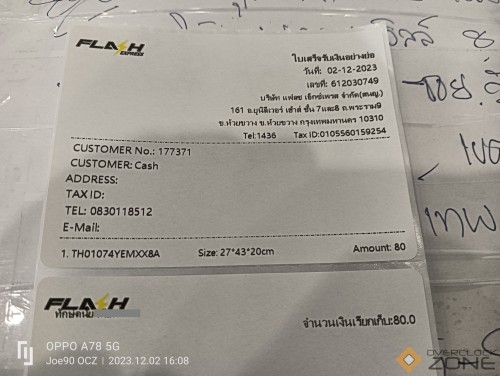 FLASH
EXPRESS
ใบเสร็จรับเงินอย่างย่อ
วันที่: 02-12-2023
เลขที่: 612030749
บริษัท แฟลช เอ็กซ์เพรส จำกัด(สนญ.)
161 อ.ยูนิลีเวอร์ เฮ้าส์ ชั้น 7และ8 ถ.พระราม9
ข.ห้วยขวาง ข.ห้วยขวาง กรุงเทพมหานคร 10310
Tel:1436 Tax ID:0105560159254
CUSTOMER No.: 177371
CUSTOMER: Cash
ADDRESS:
TAX ID:
TEL: 0830118512
E-Mail:
1. TH01074YEMXX8A Size: 27*43*20cm Amount: 80
FLASH
ทักษดนัย
จำนวนเงินเรียกเก็บ:80.0
OPPO A78 5G
Joe90 OCZ | 2023.12.02 16:08
OVERCLOCK
ZONE